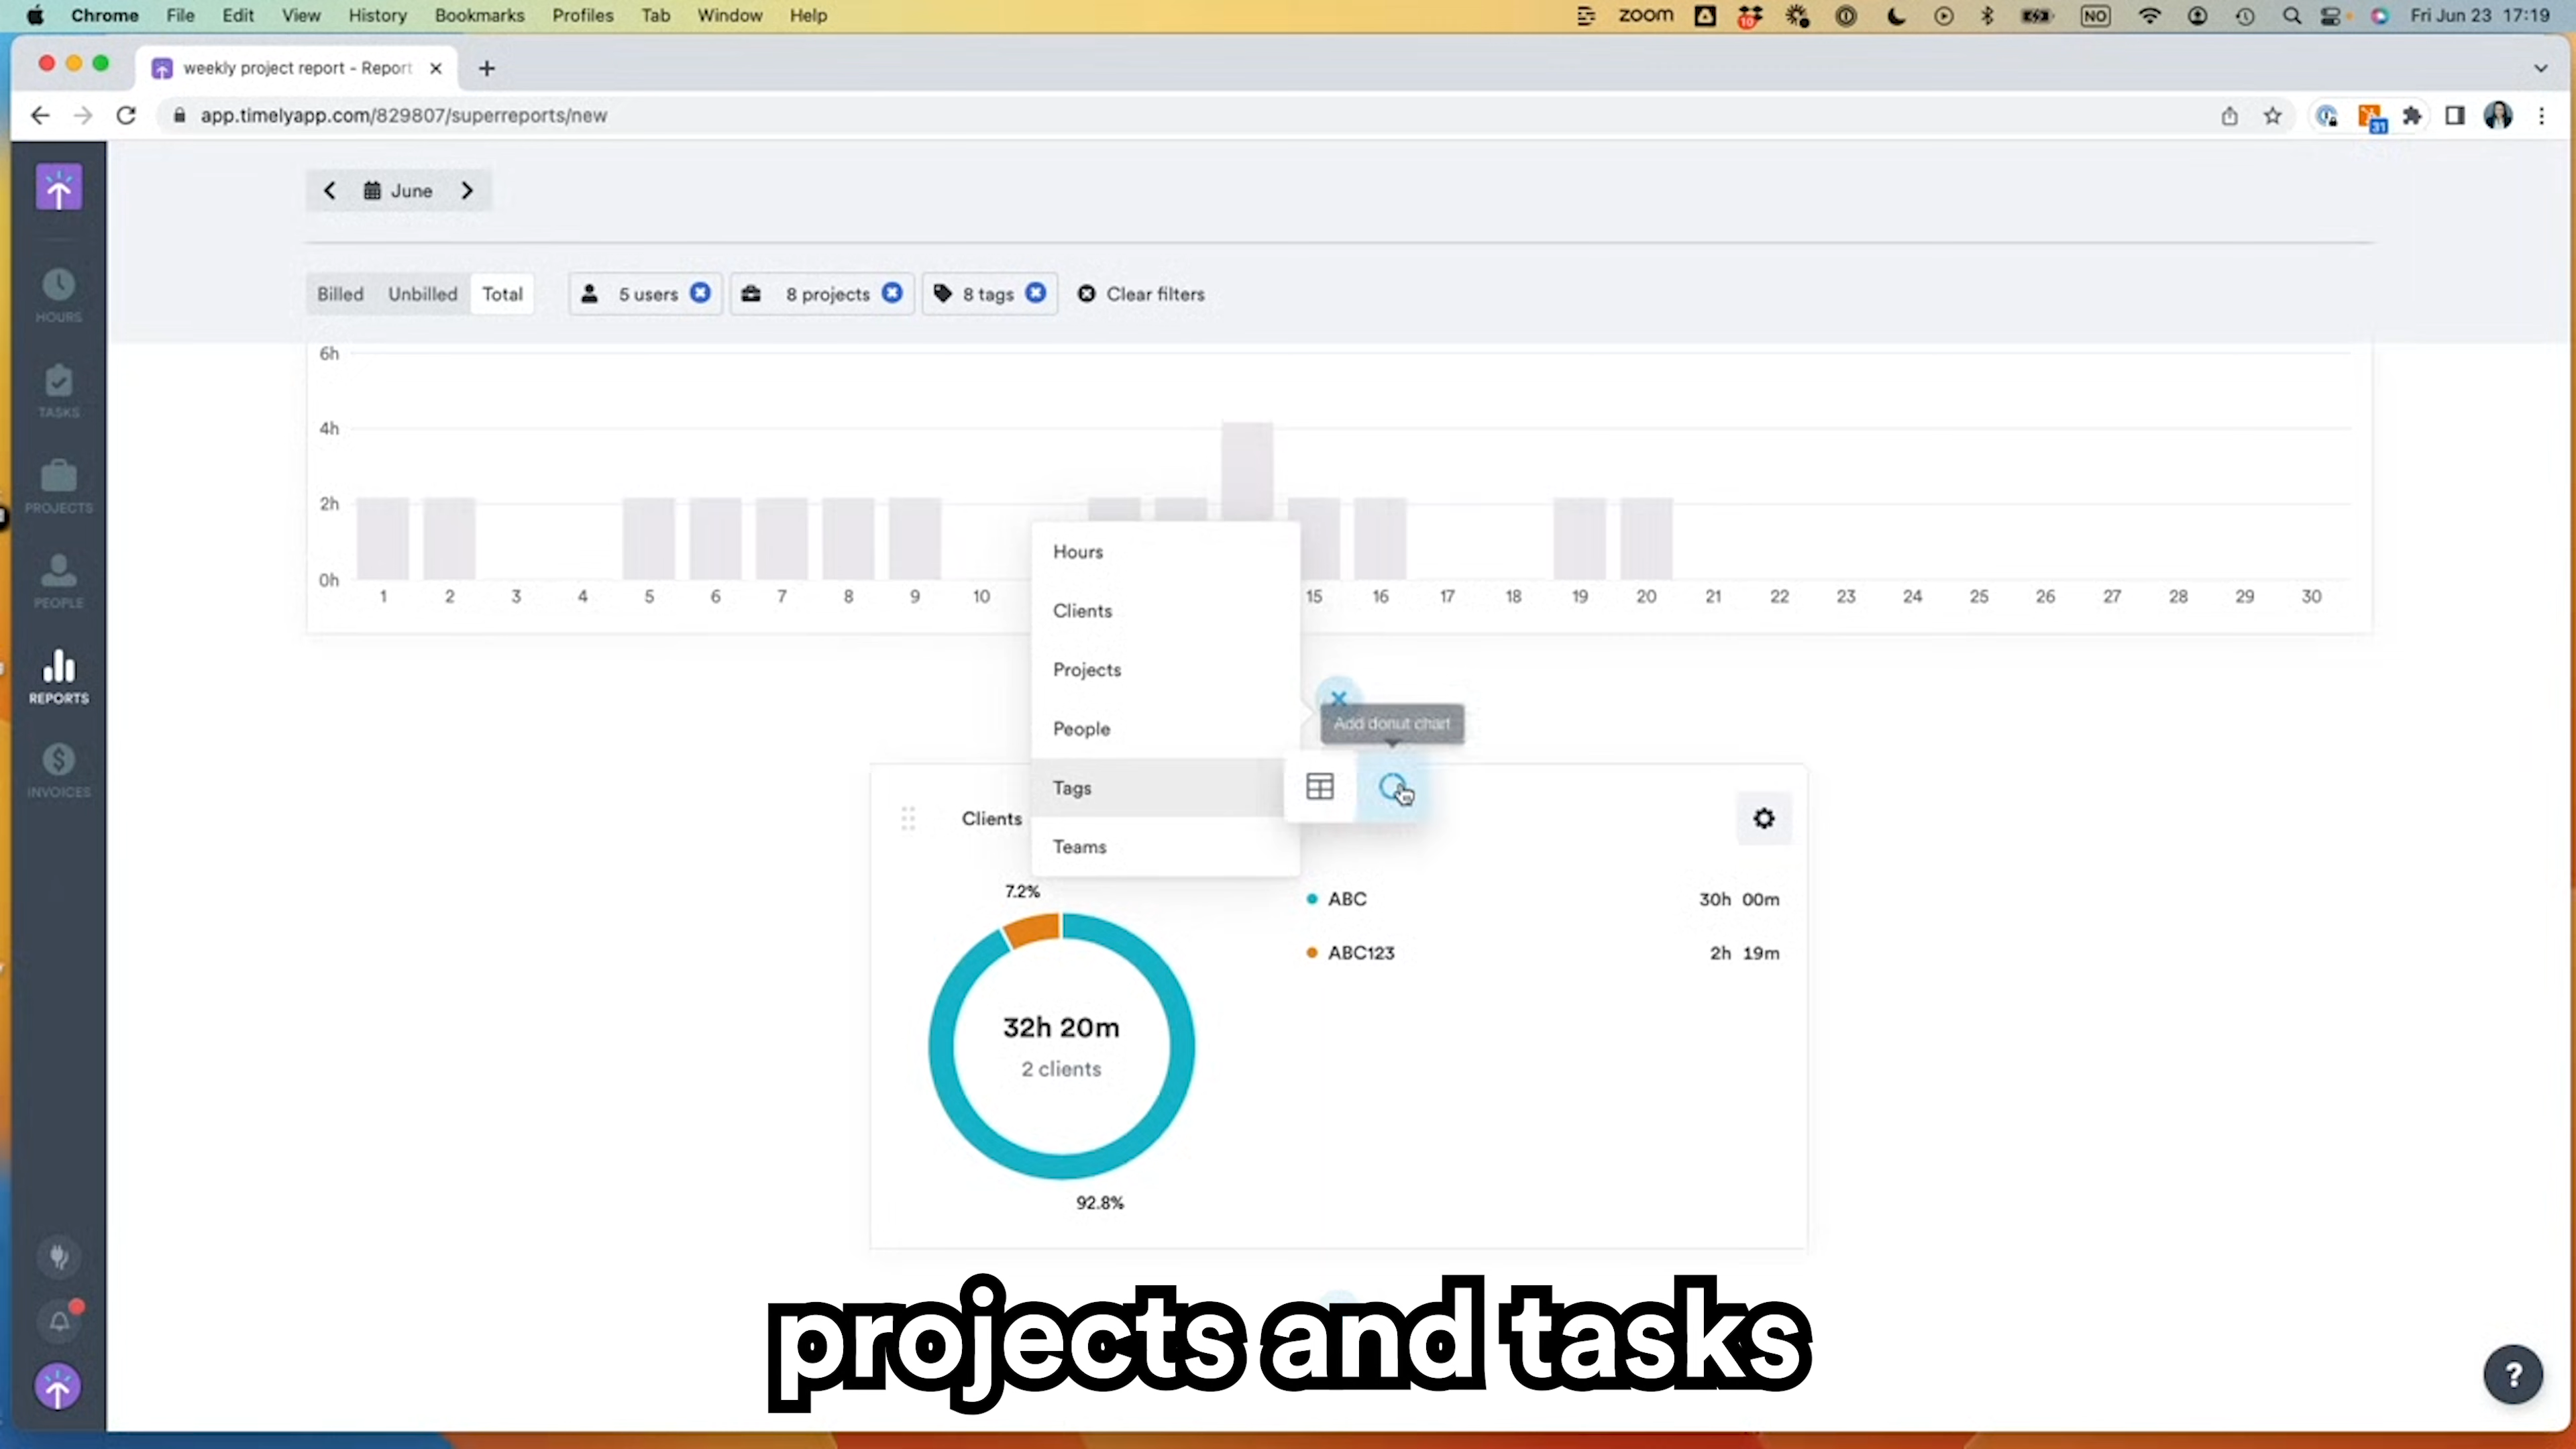 Chrome File Edit View History Bookmarks Profiles Tab Window Help
zoom 10 NO Fri Jun 23 17:19
weekly project report - Report
app.timelyapp.com/829807/superreports/new
31
June
Billed Unbilled Total 5 users 8 projects 8 tags Clear filters
HOURS
TASKS
PROJECTS
PEOPLE
REPORTS
INVOICES
6h
4h
2h
0h
1 2 3 4 5 6 7 8 9 10 15 16 17 18 19 20 21 22 23 24 25 26 27 28 29 30
Hours
Clients
Projects
People
Tags
Teams
Add donut chart
Clients
7.2%
32h 20m
2 clients
92.8%
ABC 30h 00m
ABC123 2h 19m
projects and tasks
?